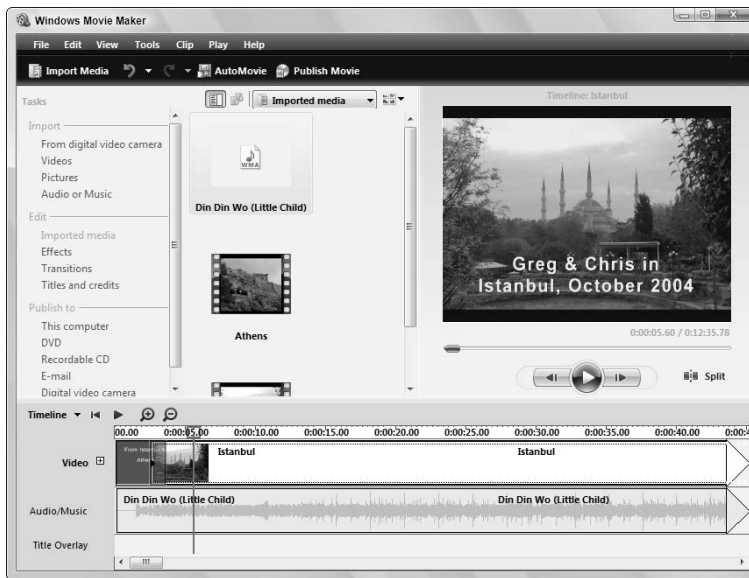 Windows Movie Maker
File Edit View Tools Clip Play Help
Import Media AutoMovie Publish Movie
Tasks
Import
From digital video camera
Videos
Pictures
Audio or Music
Edit
Imported media
Effects
Transitions
Titles and credits
Publish to
This computer
DVD
Recordable CD
E-mail
Digital video camera
Imported media
WMA
Din Din Wo (Little Child)
Athens
Timeline: Istanbul
Greg & Chris in
Istanbul, October 2004
0:00:05.60 / 0:12:35.78
Split
Timeline
00.00 0:00:05.00 0:00:10.00 0:00:15.00 0:00:20.00 0:00:25.00 0:00:30.00 0:00:35.00 0:00:40.00 0:00:4
Video
From Istanbul
Athens
Istanbul Istanbul
Audio/Music
Din Din Wo (Little Child) Din Din Wo (Little Child)
Title Overlay